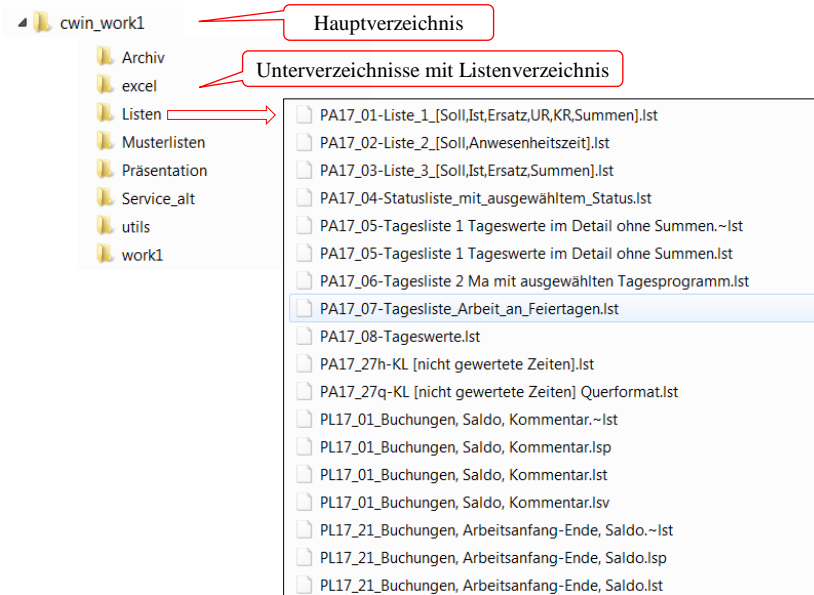 cwin_work1
Hauptverzeichnis
Archiv
excel
Unterverzeichnisse mit Listenverzeichnis
Listen
Musterlisten
Präsentation
Service_alt
utils
work1
PA17_01-Liste_1_[Soll,Ist,Ersatz,UR,KR,Summen].lst
PA17_02-Liste_2_[Soll,Anwesenheitszeit].lst
PA17_03-Liste_3_[Soll,Ist,Ersatz,Summen].lst
PA17_04-Statusliste_mit_ausgewähltem_Status.lst
PA17_05-Tagesliste 1 Tageswerte im Detail ohne Summen.~lst
PA17_05-Tagesliste 1 Tageswerte im Detail ohne Summen.lst
PA17_06-Tagesliste 2 Ma mit ausgewählten Tagesprogramm.lst
PA17_07-Tagesliste_Arbeit_an_Feiertagen.lst
PA17_08-Tageswerte.lst
PA17_27h-KL [nicht gewertete Zeiten].lst
PA17_27q-KL [nicht gewertete Zeiten] Querformat.lst
PL17_01_Buchungen, Saldo, Kommentar.~lst
PL17_01_Buchungen, Saldo, Kommentar.lsp
PL17_01_Buchungen, Saldo, Kommentar.lst
PL17_01_Buchungen, Saldo, Kommentar.lsv
PL17_21_Buchungen, Arbeitsanfang-Ende, Saldo.~lst
PL17_21_Buchungen, Arbeitsanfang-Ende, Saldo.lsp
PL17_21_Buchungen, Arbeitsanfang-Ende, Saldo.lst